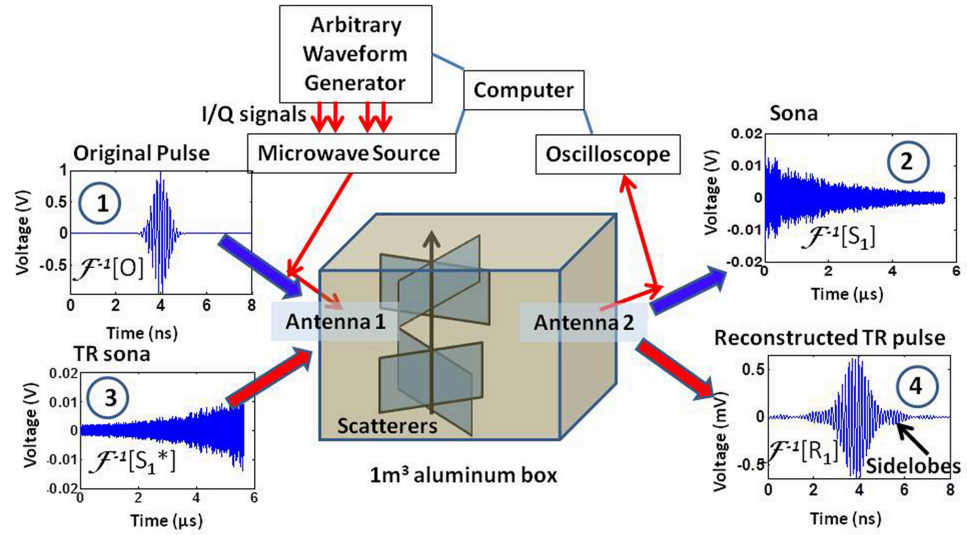 Arbitrary
Waveform
Generator
Computer
I/Q signals
Microwave Source
Oscilloscope
Original Pulse
1
Voltage (V)
1
0.5
0
-0.5
ℱ⁻¹[O]
0 2 4 6 8
Time (ns)
Sona
2
Voltage (V)
0.02
0.01
0
-0.01
-0.02
ℱ⁻¹[S₁]
0 2 4 6
Time (μs)
Antenna 1
Antenna 2
Scatterers
1m³ aluminum box
TR sona
3
Voltage (V)
0.02
0.01
0
-0.01
-0.02
ℱ⁻¹[S₁*]
0 2 4 6
Time (μs)
Reconstructed TR pulse
4
Voltage (mV)
0.5
0
-0.5
ℱ⁻¹[R₁]
Sidelobes
0 2 4 6 8
Time (ns)